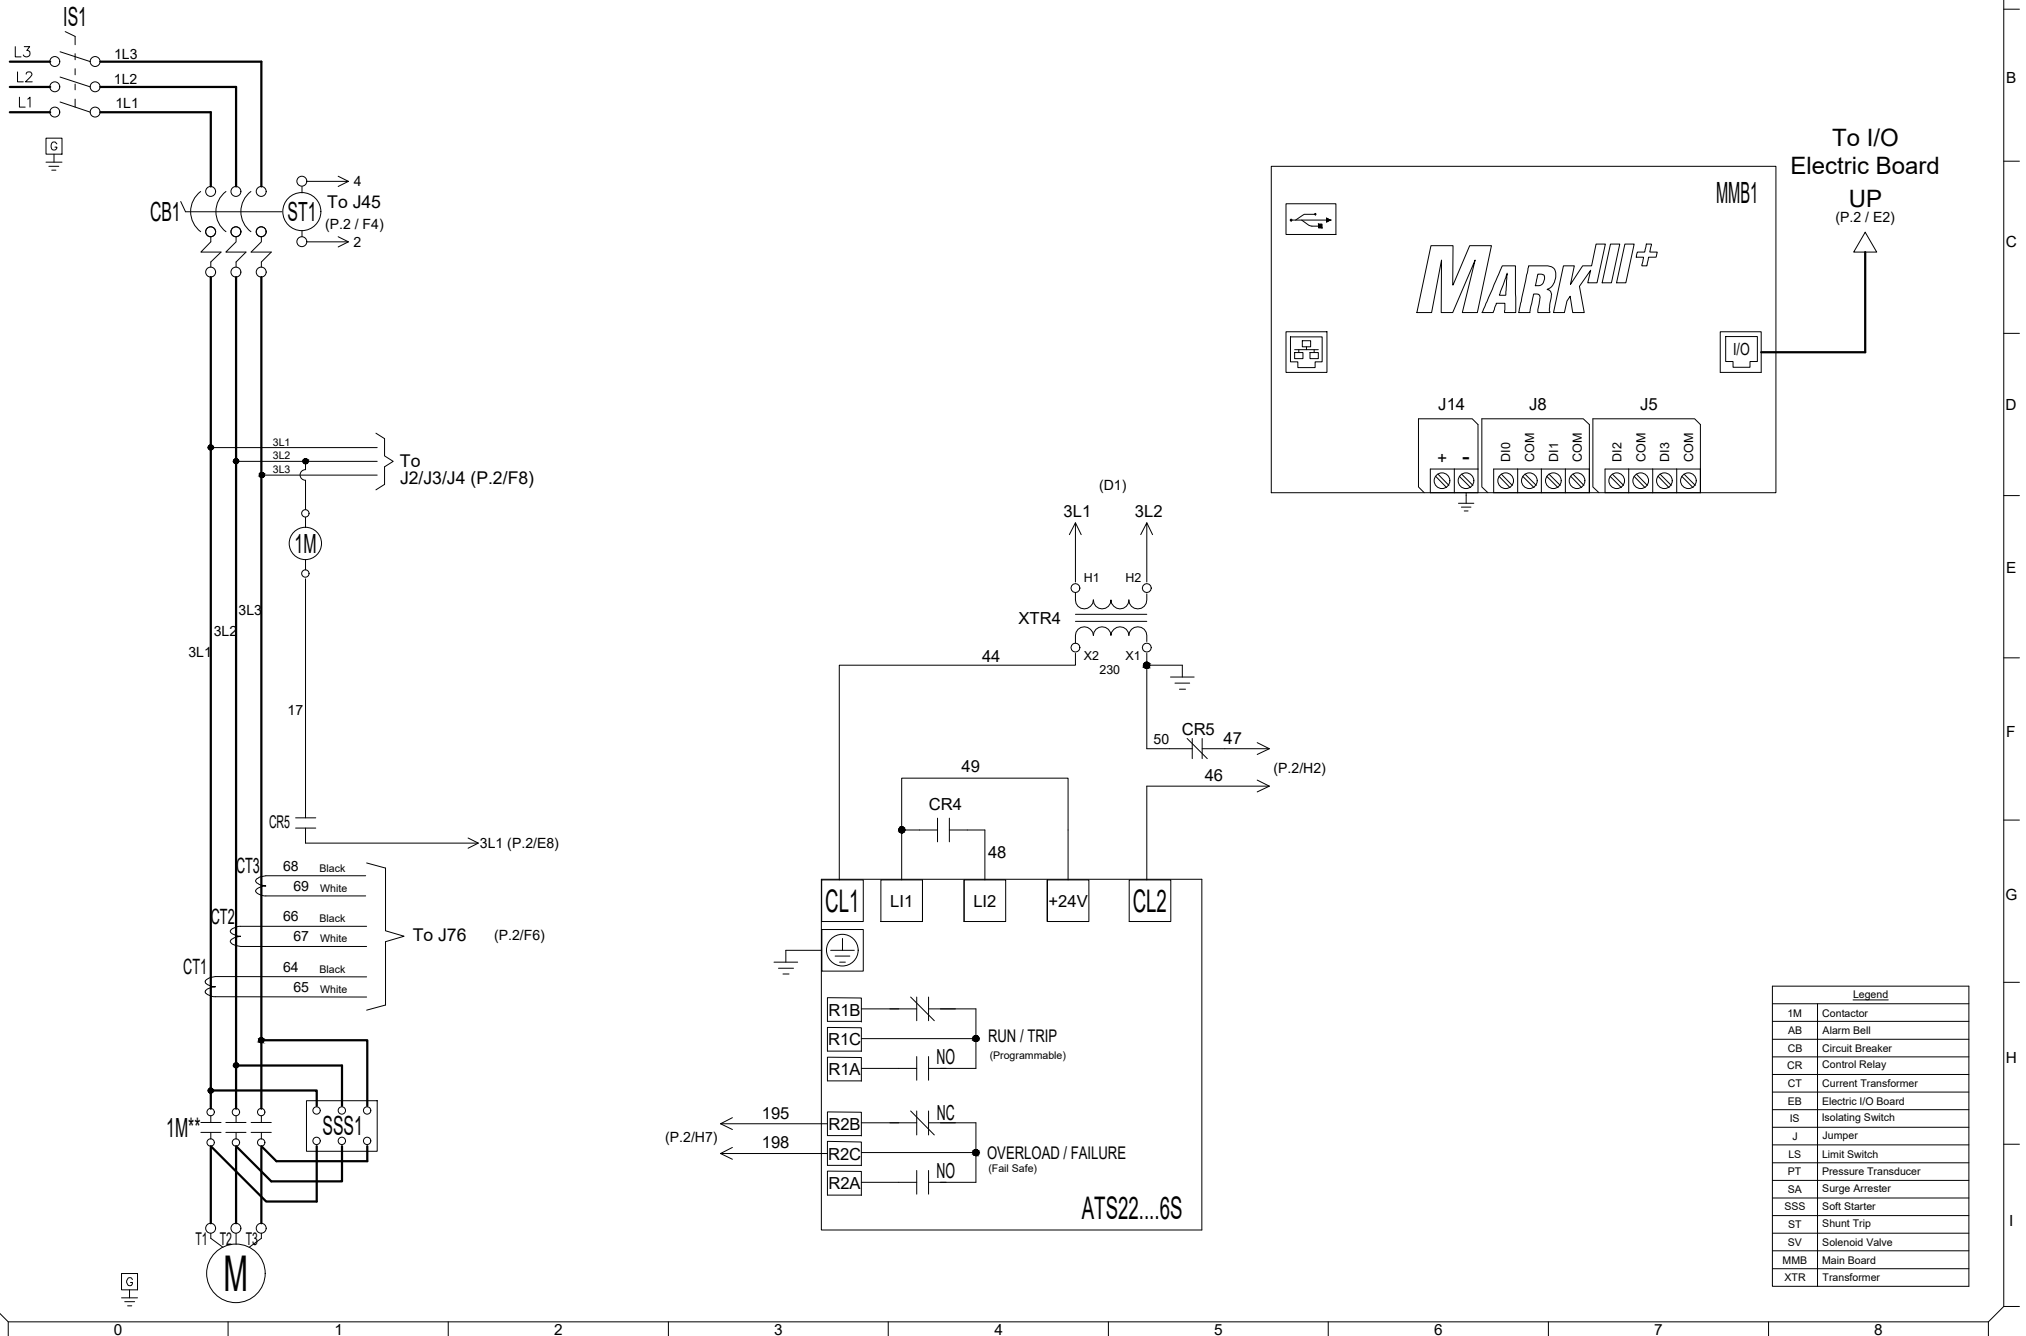 IS1
L3 1L3
L2 1L2
L1 1L1
G
CB1 ST1
4
To J45
(P.2 / F4)
2
3L1
3L2
3L3
To
J2/J3/J4 (P.2/F8)
1M
3L3
3L2
3L1
17
CR5
3L1 (P.2/E8)
CT3 68 Black
69 White
CT2 66 Black
67 White
CT1 64 Black
65 White
To J76 (P.2/F6)
1M** SSS1
T1 T2 T3
M
G
(D1)
3L1 3L2
H1 H2
XTR4
X2 X1
230
44
50 CR5 47
46
(P.2/H2)
49
CR4
48
CL1 LI1 LI2 +24V CL2
R1B
R1C
R1A
NO
RUN / TRIP
(Programmable)
195
198
(P.2/H7)
R2B
R2C
R2A
NC
NO
OVERLOAD / FAILURE
(Fail Safe)
ATS22....6S
MMB1
MARK III+
I/O
To I/O
Electric Board
UP
(P.2 / E2)
J14 J8 J5
+ - DI0 COM DI1 COM DI2 COM DI3 COM
Legend
1M Contactor
AB Alarm Bell
CB Circuit Breaker
CR Control Relay
CT Current Transformer
EB Electric I/O Board
IS Isolating Switch
J Jumper
LS Limit Switch
PT Pressure Transducer
SA Surge Arrester
SSS Soft Starter
ST Shunt Trip
SV Solenoid Valve
MMB Main Board
XTR Transformer
B
C
D
E
F
G
H
I
0 1 2 3 4 5 6 7 8